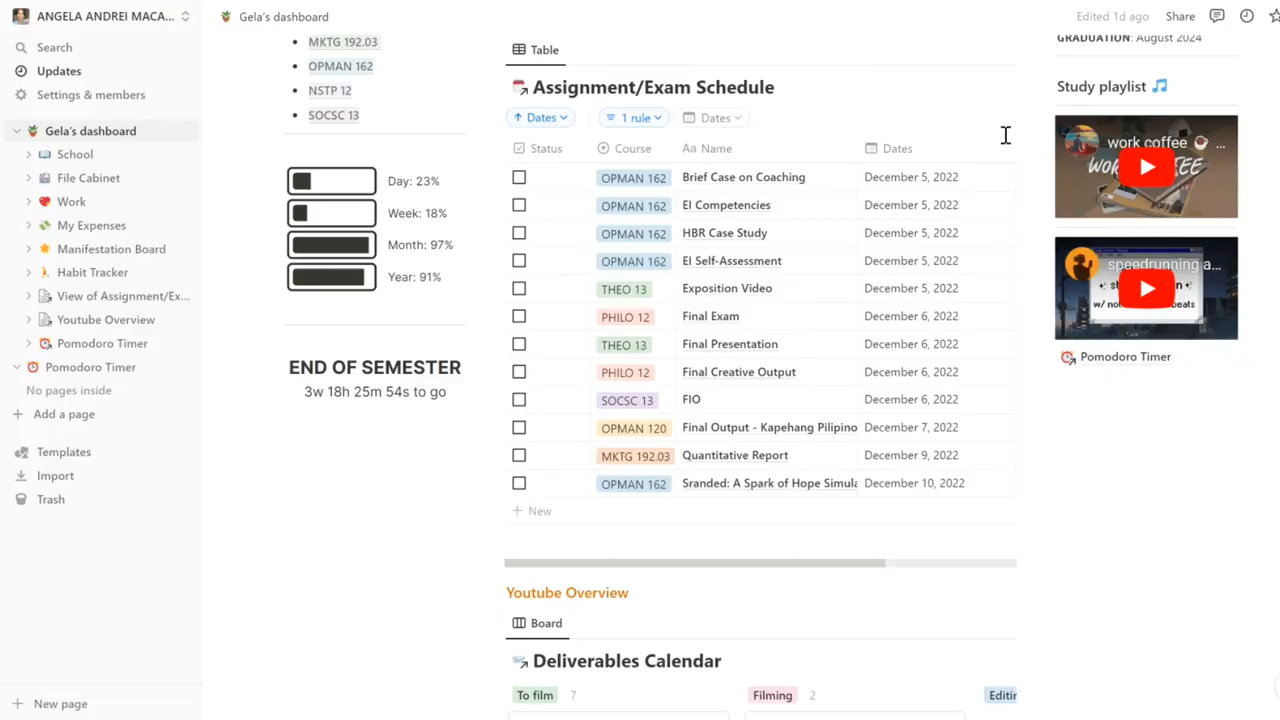 ANGELA ANDREI MACA...
Search
Updates
Settings & members
Gela's dashboard
School
File Cabinet
Work
My Expenses
Manifestation Board
Habit Tracker
View of Assignment/Ex...
Youtube Overview
Pomodoro Timer
Pomodoro Timer
No pages inside
Add a page
Templates
Import
Trash
New page
Gela's dashboard
Edited 1d ago Share
MKTG 192.03
OPMAN 162
NSTP 12
SOCSC 13
Day: 23%
Week: 18%
Month: 97%
Year: 91%
END OF SEMESTER
3w 18h 25m 54s to go
Table
Assignment/Exam Schedule
Dates 1 rule Dates
Status Course Aa Name Dates
OPMAN 162 Brief Case on Coaching December 5, 2022
OPMAN 162 EI Competencies December 5, 2022
OPMAN 162 HBR Case Study December 5, 2022
OPMAN 162 EI Self-Assessment December 5, 2022
THEO 13 Exposition Video December 5, 2022
PHILO 12 Final Exam December 6, 2022
THEO 13 Final Presentation December 6, 2022
PHILO 12 Final Creative Output December 6, 2022
SOCSC 13 FIO December 6, 2022
OPMAN 120 Final Output - Kapehang Pilipino December 7, 2022
MKTG 192.03 Quantitative Report December 9, 2022
OPMAN 162 Sranded: A Spark of Hope Simula December 10, 2022
New
Youtube Overview
Board
Deliverables Calendar
To film 7 Filming 2 Editin
GRADUATION: August 2024
Study playlist
work coffee ...
speedrunning a...
Pomodoro Timer